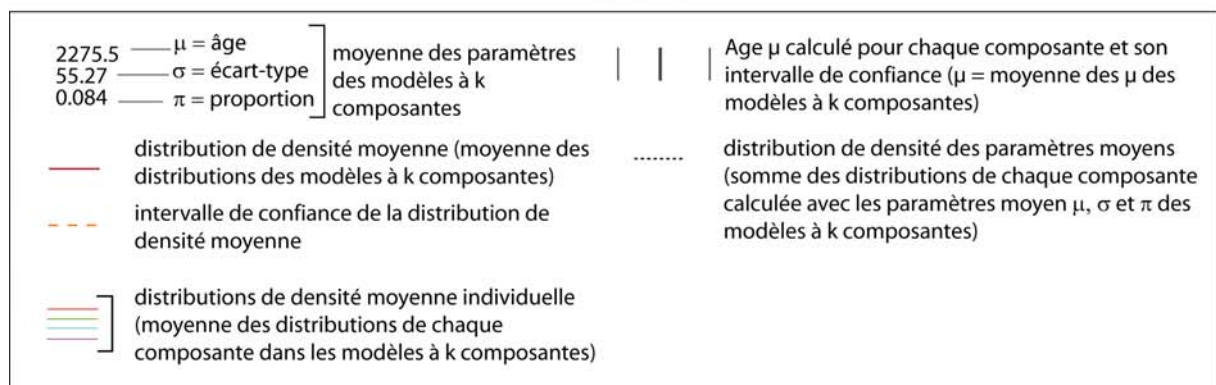 2275.5 μ = âge
55.27 σ = écart-type
0.084 π = proportion
moyenne des paramètres
des modèles à k
composantes
distribution de densité moyenne (moyenne des
distributions des modèles à k composantes)
intervalle de confiance de la distribution de
densité moyenne
distributions de densité moyenne individuelle
(moyenne des distributions de chaque
composante dans les modèles à k composantes)
Age μ calculé pour chaque composante et son
intervalle de confiance (μ = moyenne des μ des
modèles à k composantes)
distribution de densité des paramètres moyens
(somme des distributions de chaque composante
calculée avec les paramètres moyen μ, σ et π des
modèles à k composantes)